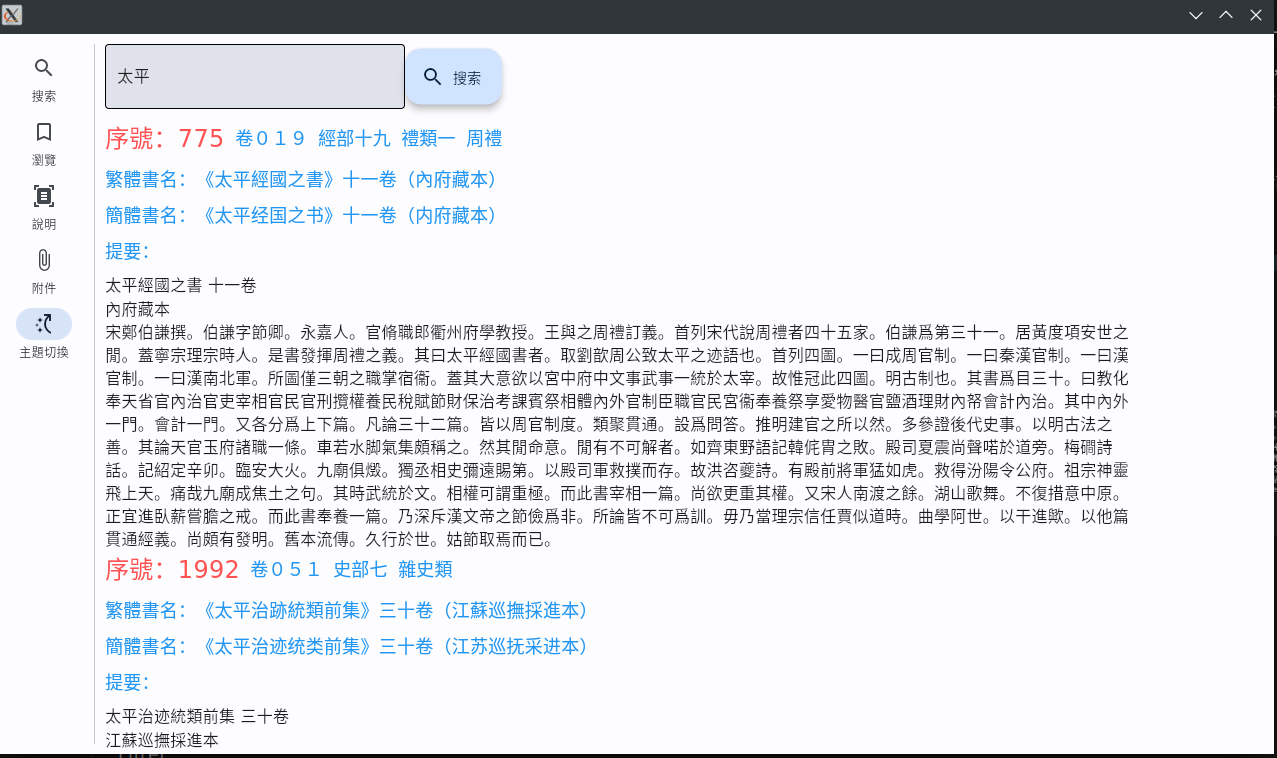 太平
搜索
搜索
瀏覽
說明
附件
主題切換
序號：775 卷０１９ 經部十九 禮類一 周禮
繁體書名：《太平經國之書》十一卷（內府藏本）
簡體書名：《太平经国之书》十一卷（内府藏本）
提要：
太平經國之書 十一卷
內府藏本
宋鄭伯謙撰。伯謙字節卿。永嘉人。官脩職郎衢州府學教授。王與之周禮訂義。首列宋代說周禮者四十五家。伯謙爲第三十一。居黃度項安世之
閒。蓋寧宗理宗時人。是書發揮周禮之義。其曰太平經國書者。取劉歆周公致太平之迹語也。首列四圖。一曰成周官制。一曰秦漢官制。一曰漢
官制。一曰漢南北軍。所圖僅三朝之職掌宿衞。蓋其大意欲以宮中府中文事武事一統於太宰。故惟冠此四圖。明古制也。其書爲目三十。曰教化
奉天省官內治官吏宰相官民官刑攬權養民稅賦節財保治考課賓祭相體內外官制臣職官民宮衞奉養祭享愛物醫官鹽酒理財內帑會計內治。其中內外
一門。會計一門。又各分爲上下篇。凡論三十二篇。皆以周官制度。類聚貫通。設爲問答。推明建官之所以然。多參證後代史事。以明古法之
善。其論天官玉府諸職一條。車若水脚氣集頗稱之。然其閒命意。閒有不可解者。如齊東野語記韓侂胄之敗。殿司夏震尚聲喏於道旁。梅磵詩
話。記紹定辛卯。臨安大火。九廟俱燬。獨丞相史彌遠賜第。以殿司軍救撲而存。故洪咨夔詩。有殿前將軍猛如虎。救得汾陽令公府。祖宗神靈
飛上天。痛哉九廟成焦土之句。其時武統於文。相權可謂重極。而此書宰相一篇。尚欲更重其權。又宋人南渡之餘。湖山歌舞。不復措意中原。
正宜進臥薪嘗膽之戒。而此書奉養一篇。乃深斥漢文帝之節儉爲非。所論皆不可爲訓。毋乃當理宗信任賈似道時。曲學阿世。以干進歟。以他篇
貫通經義。尚頗有發明。舊本流傳。久行於世。姑節取焉而已。
序號：1992 卷０５１ 史部七 雜史類
繁體書名：《太平治跡統類前集》三十卷（江蘇巡撫採進本）
簡體書名：《太平治迹统类前集》三十卷（江苏巡抚采进本）
提要：
太平治迹統類前集 三十卷
江蘇巡撫採進本